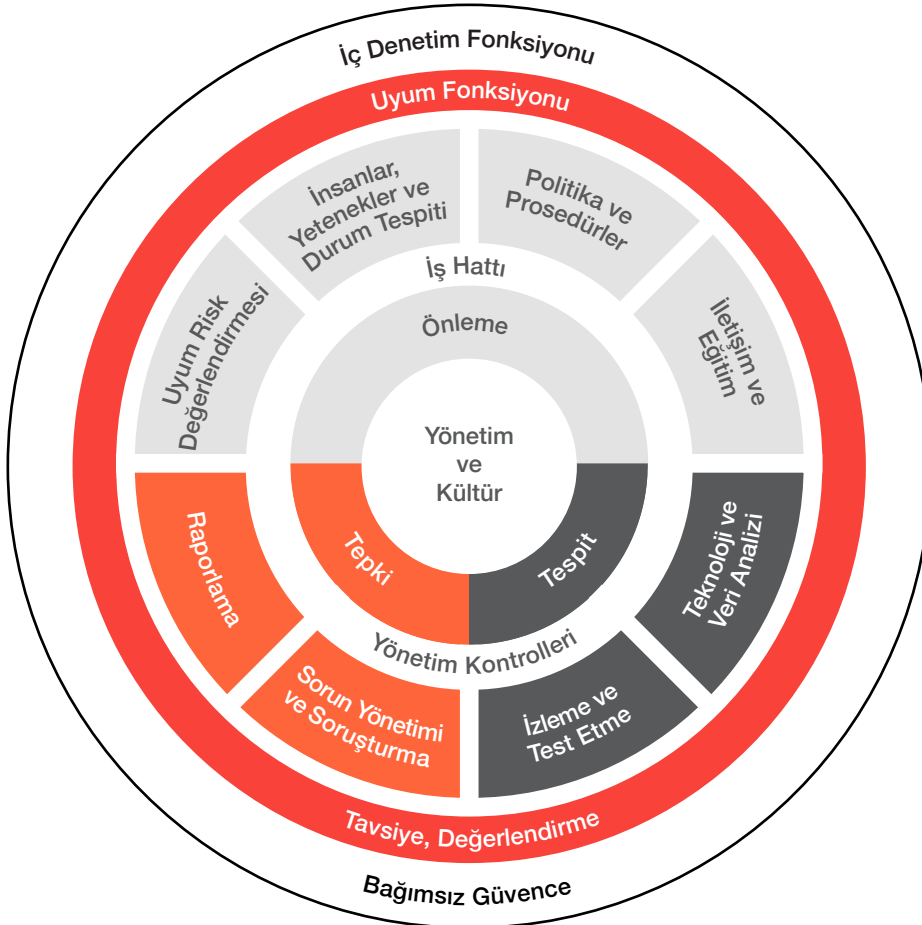 İç Denetim Fonksiyonu
Uyum Fonksiyonu
İnsanlar,
Yetenekler ve
Durum Tespiti
Politika ve
Prosedürler
İş Hattı
Uyum Risk
Değerlendirmesi
Önleme
İletişim ve
Eğitim
Yönetim
ve
Kültür
Raporlama
Tepki
Tespit
Teknoloji ve
Veri Analizi
Yönetim Kontrolleri
Sorun Yönetimi
ve Soruşturma
İzleme ve
Test Etme
Tavsiye, Değerlendirme
Bağımsız Güvence